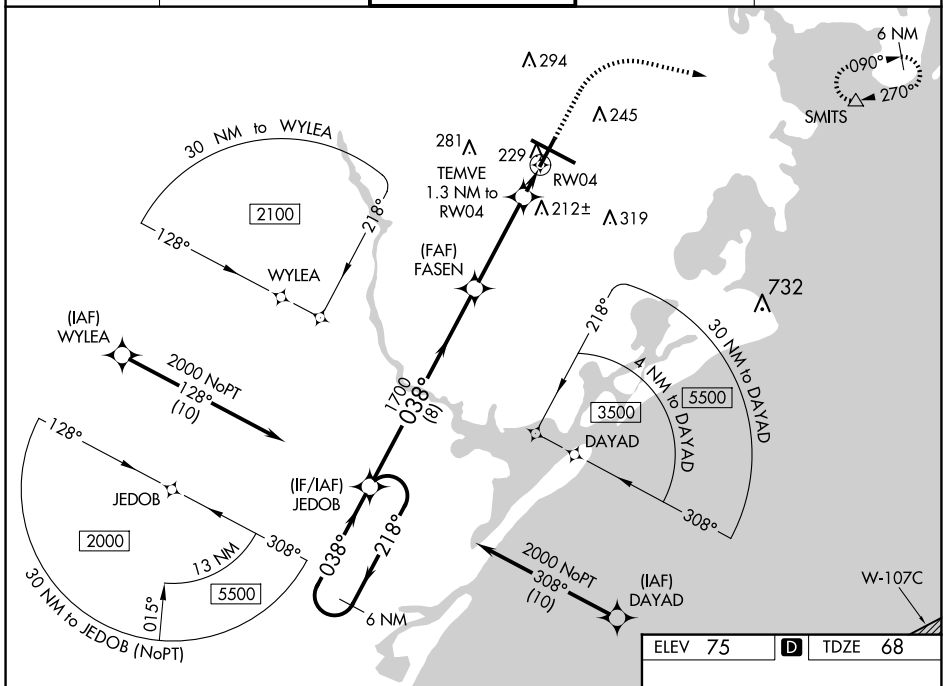 6 NM
090°
270°
SMITS
294
245
281
229
TEMVE
1.3 NM to
RW04
RW04
212±
319
30 NM to WYLEA
2100
218°
128°
WYLEA
(FAF)
FASEN
732
(IAF)
WYLEA
2000 NoPT
128°
(10)
218°
30 NM to DAYAD
4 NM to DAYAD
5500
3500
DAYAD
308°
1700
038°
(8)
128°
JEDOB
(IF/IAF)
JEDOB
2000
13 NM
308°
5500
015°
30 NM to JEDOB (NoPT)
038°
218°
6 NM
2000 NoPT
308°
(10)
(IAF)
DAYAD
W-107C
ELEV 75 D TDZE 68